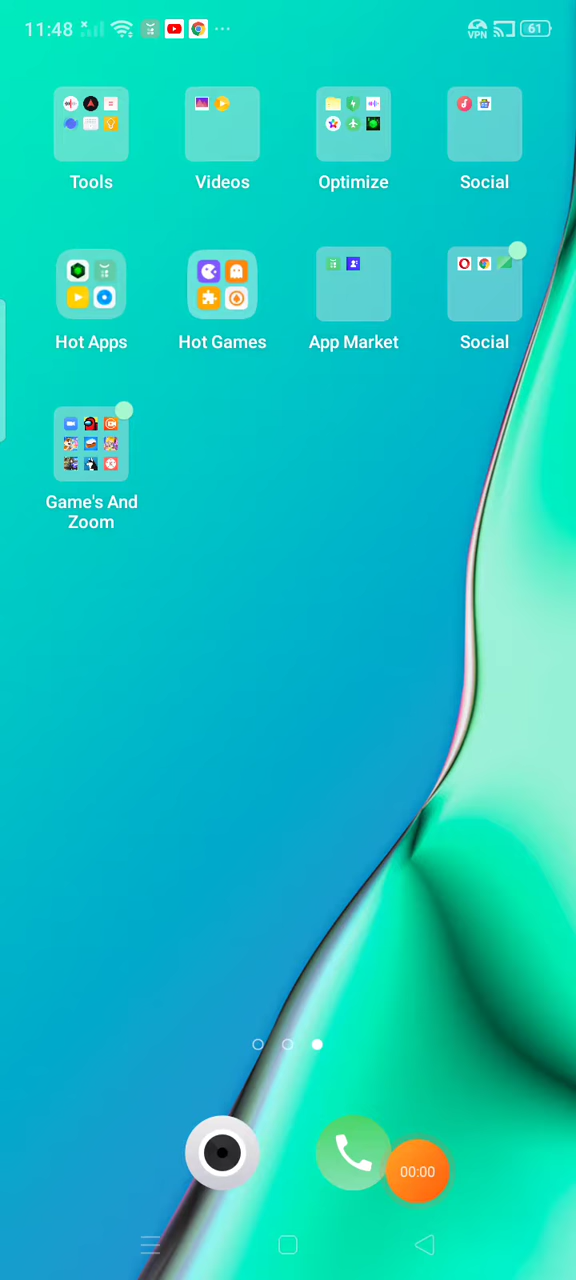 11:48
VPN
61
Tools
Videos
Optimize
Social
Hot Apps
Hot Games
App Market
Social
Game's And
Zoom
00:00